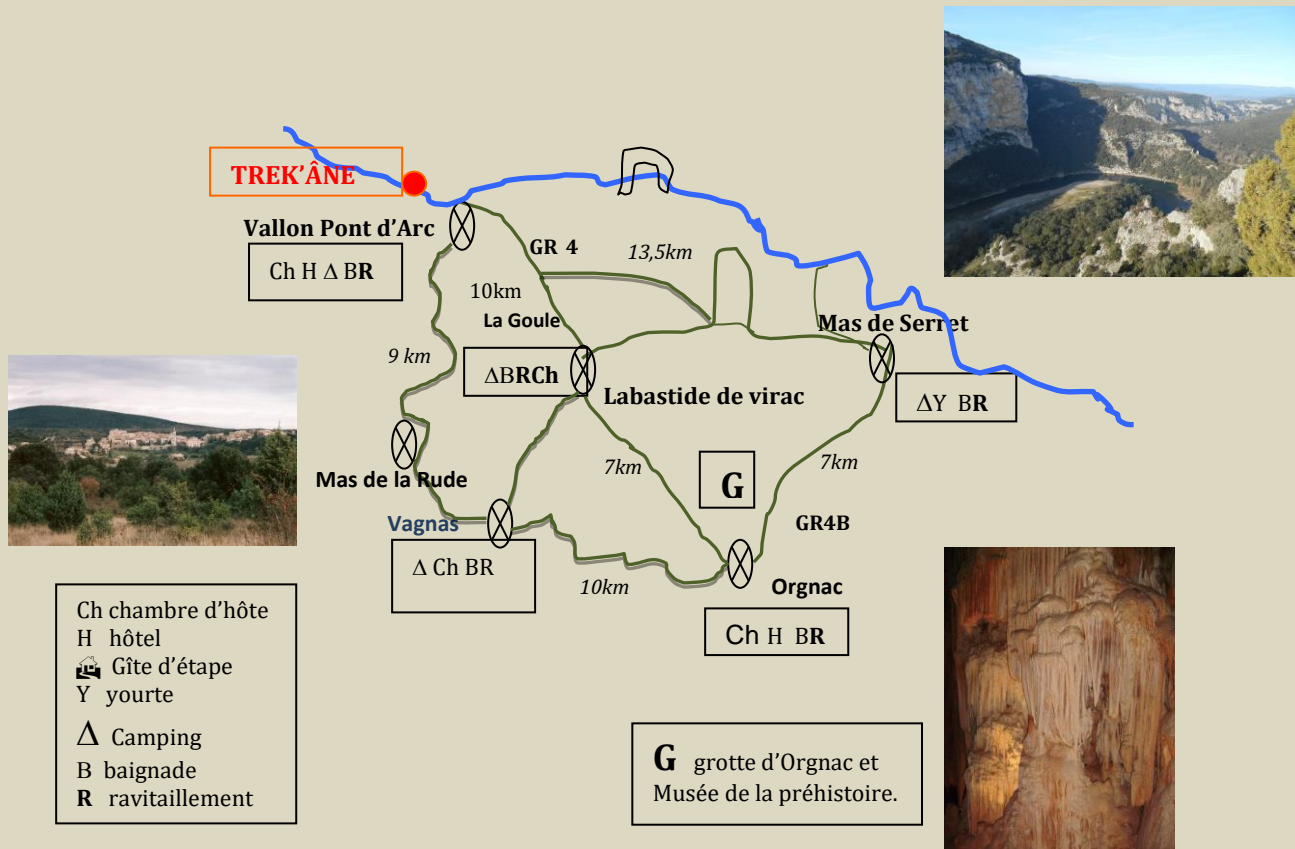 TREK'ÂNE
Vallon Pont d'Arc
Ch H Δ BR
GR 4
13,5km
10km
La Goule
Mas de Serret
9 km
ΔBRCh
Labastide de virac
ΔY BR
7km
G
7km
Mas de la Rude
GR4B
Vagnas
Δ Ch BR
10km
Orgnac
Ch H BR
Ch chambre d'hôte
H hôtel
Gîte d'étape
Y yourte
Δ Camping
B baignade
R ravitaillement
G grotte d'Orgnac et
Musée de la préhistoire.